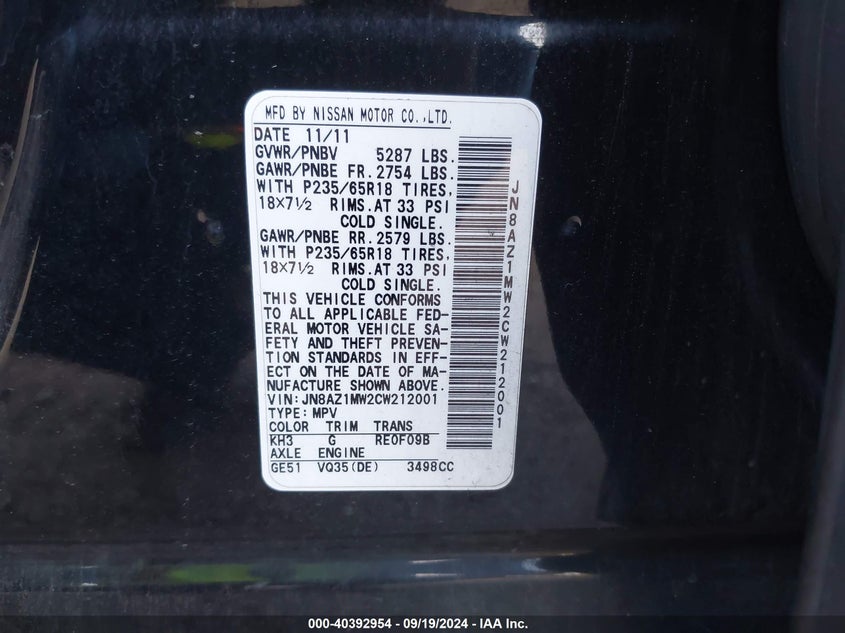 MFD BY NISSAN MOTOR CO.,LTD.
DATE 11/11
GVWR/PNBV 5287 LBS.
GAWR/PNBE FR. 2754 LBS.
WITH P235/65R18 TIRES,
18×7½ RIMS.AT 33 PSI
COLD SINGLE.
GAWR/PNBE RR. 2579 LBS.
WITH P235/65R18 TIRES,
18×7½ RIMS.AT 33 PSI
COLD SINGLE.
THIS VEHICLE CONFORMS
TO ALL APPLICABLE FED-
ERAL MOTOR VEHICLE SA-
FETY AND THEFT PREVEN-
TION STANDARDS IN EFF-
ECT ON THE DATE OF MA-
NUFACTURE SHOWN ABOVE.
VIN:JN8AZ1MW2CW212001
TYPE:MPV
COLOR TRIM TRANS
KH3 G RE0F09B
AXLE ENGINE
GE51 VQ35(DE) 3498CC
JN8AZ1MW2CW212001
000-40392954 - 09/19/2024 - IAA Inc.